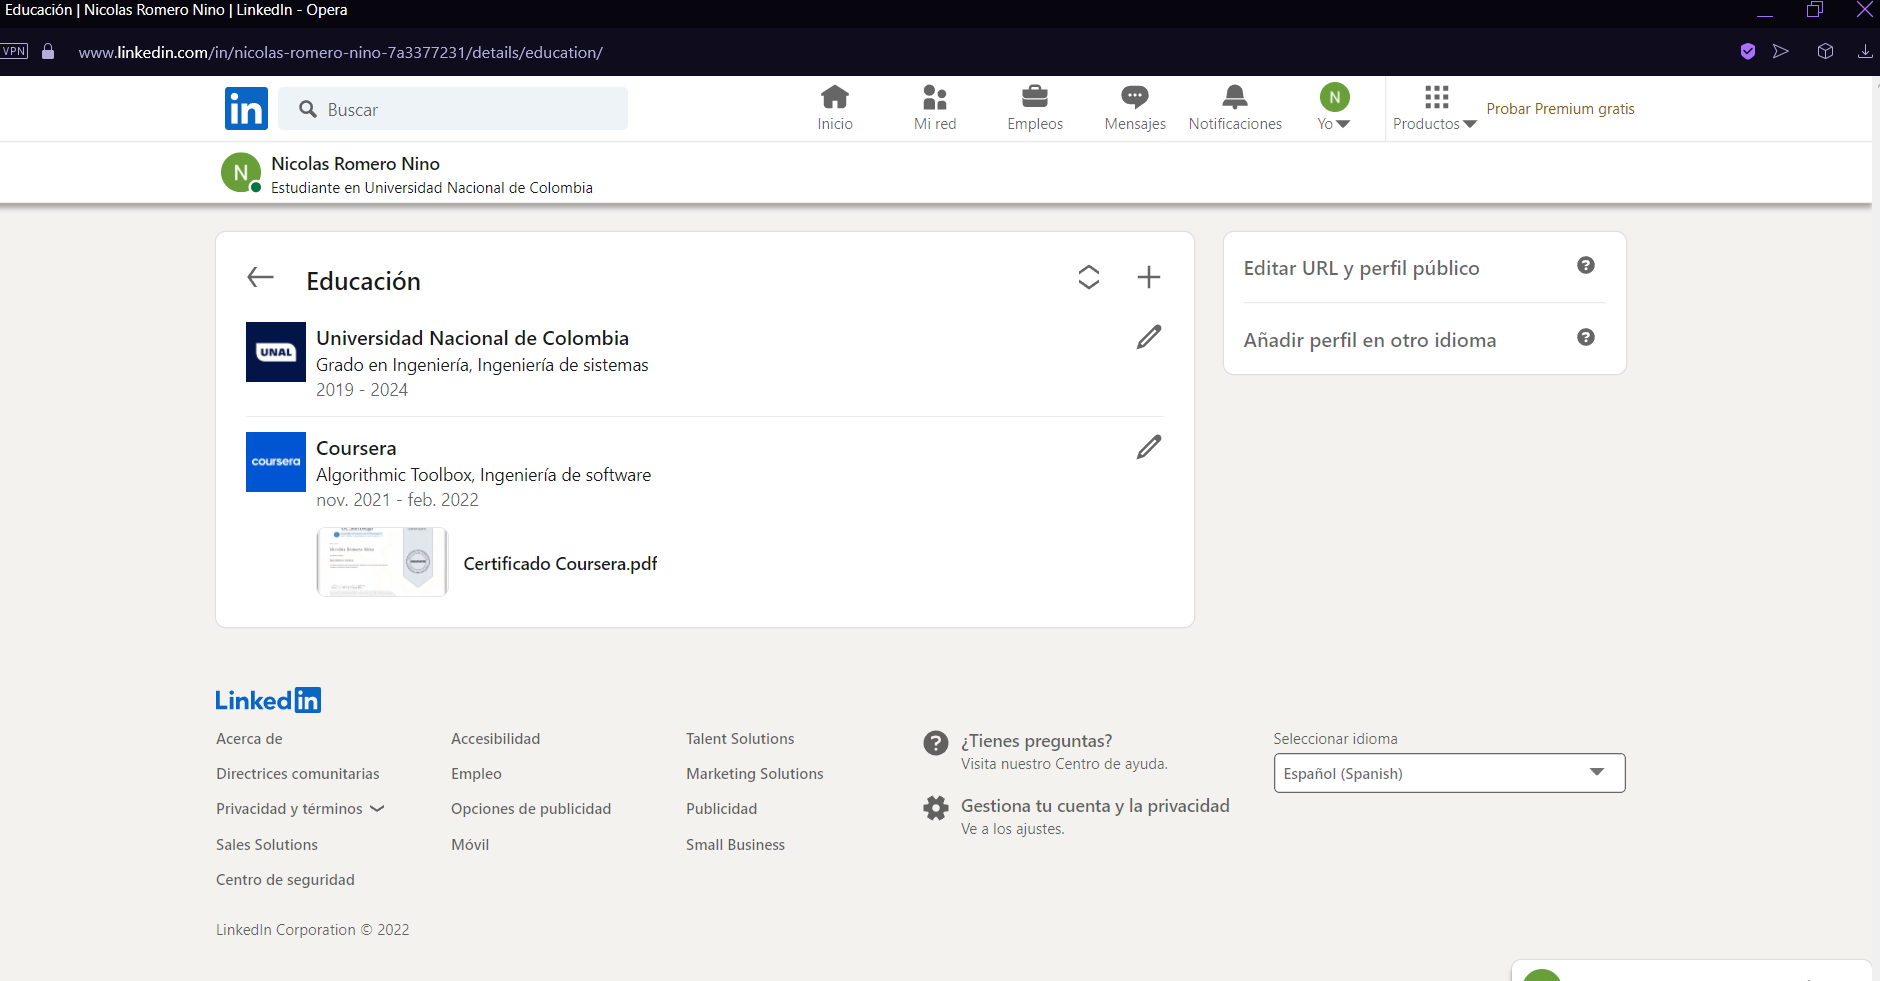 Educación | Nicolas Romero Nino | LinkedIn - Opera
VPN
www.linkedin.com/in/nicolas-romero-nino-7a3377231/details/education/
in
Buscar
Inicio
Mi red
Empleos
Mensajes
Notificaciones
N
Yo
Productos
Probar Premium gratis
N
Nicolas Romero Nino
Estudiante en Universidad Nacional de Colombia
Educación
UNAL
Universidad Nacional de Colombia
Grado en Ingeniería, Ingeniería de sistemas
2019 - 2024
coursera
Coursera
Algorithmic Toolbox, Ingeniería de software
nov. 2021 - feb. 2022
Nicolás Romero Nino
Certificado Coursera.pdf
Editar URL y perfil público
Añadir perfil en otro idioma
LinkedIn
Acerca de
Directrices comunitarias
Privacidad y términos
Sales Solutions
Centro de seguridad
Accesibilidad
Empleo
Opciones de publicidad
Móvil
Talent Solutions
Marketing Solutions
Publicidad
Small Business
¿Tienes preguntas?
Visita nuestro Centro de ayuda.
Gestiona tu cuenta y la privacidad
Ve a los ajustes.
Seleccionar idioma
Español (Spanish)
LinkedIn Corporation © 2022